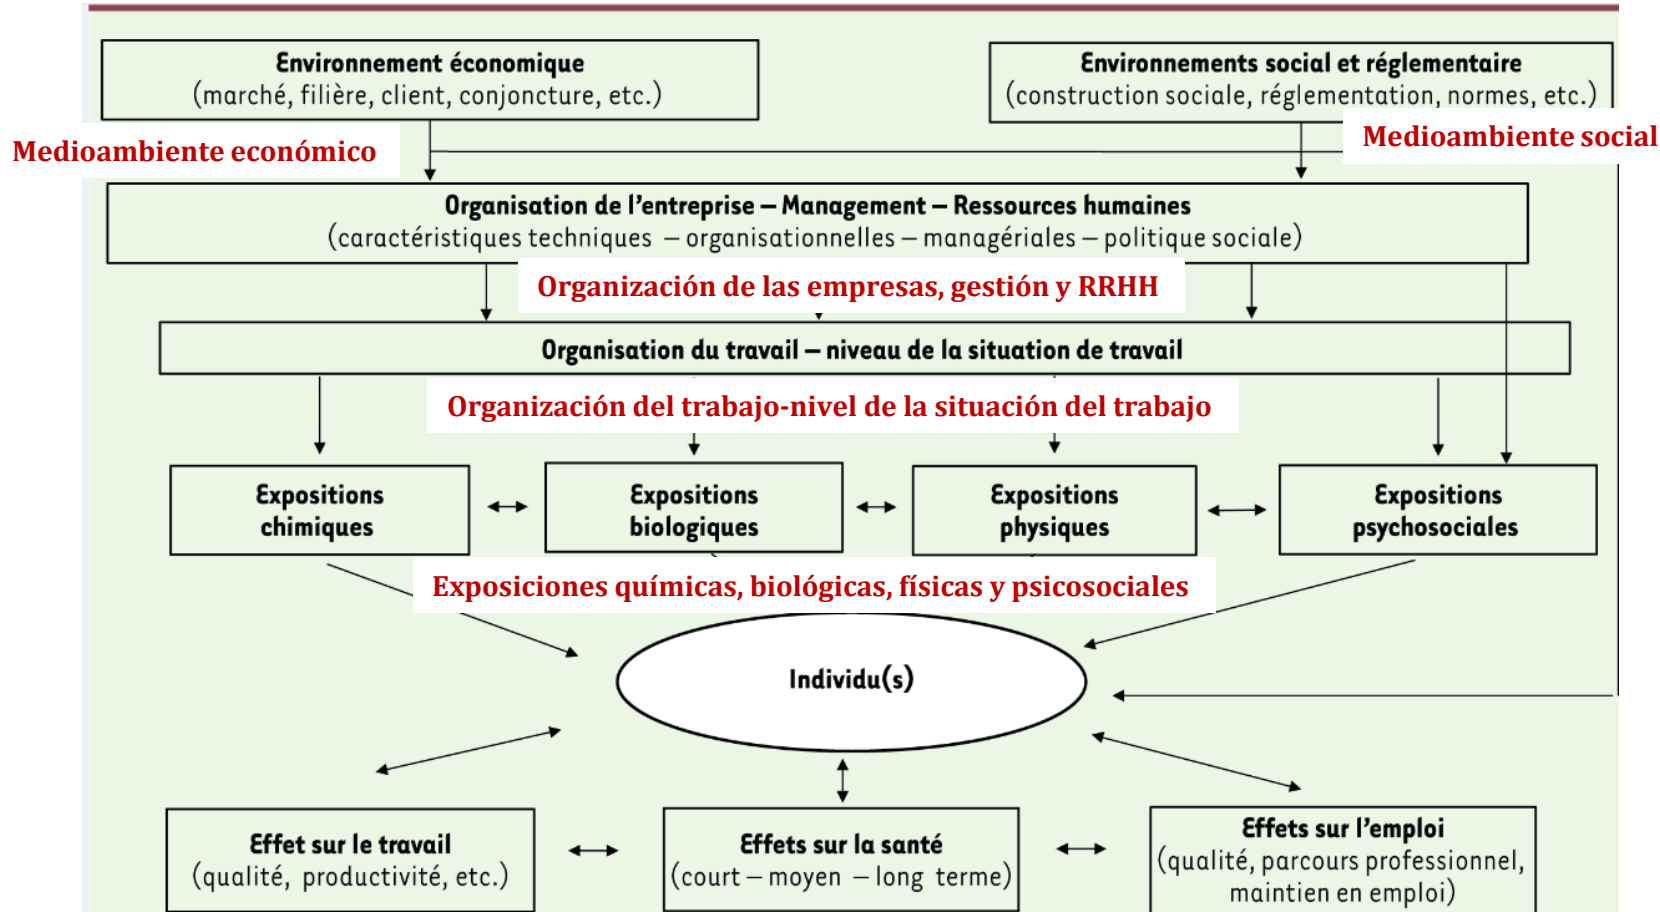 Environnement économique
(marché, filière, client, conjoncture, etc.)
Environnements social et réglementaire
(construction sociale, réglementation, normes, etc.)
Medioambiente económico
Medioambiente social
Organisation de l’entreprise – Management – Ressources humaines
(caractéristiques techniques – organisationnelles – managériales – politique sociale)
Organización de las empresas, gestión y RRHH
Organisation du travail – niveau de la situation de travail
Organización del trabajo-nivel de la situación del trabajo
Expositions
chimiques
Expositions
biologiques
Expositions
physiques
Expositions
psychosociales
Exposiciones químicas, biológicas, físicas y psicosociales
Individu(s)
Effet sur le travail
(qualité, productivité, etc.)
Effets sur la santé
(court – moyen – long terme)
Effets sur l’emploi
(qualité, parcours professionnel,
maintien en emploi)